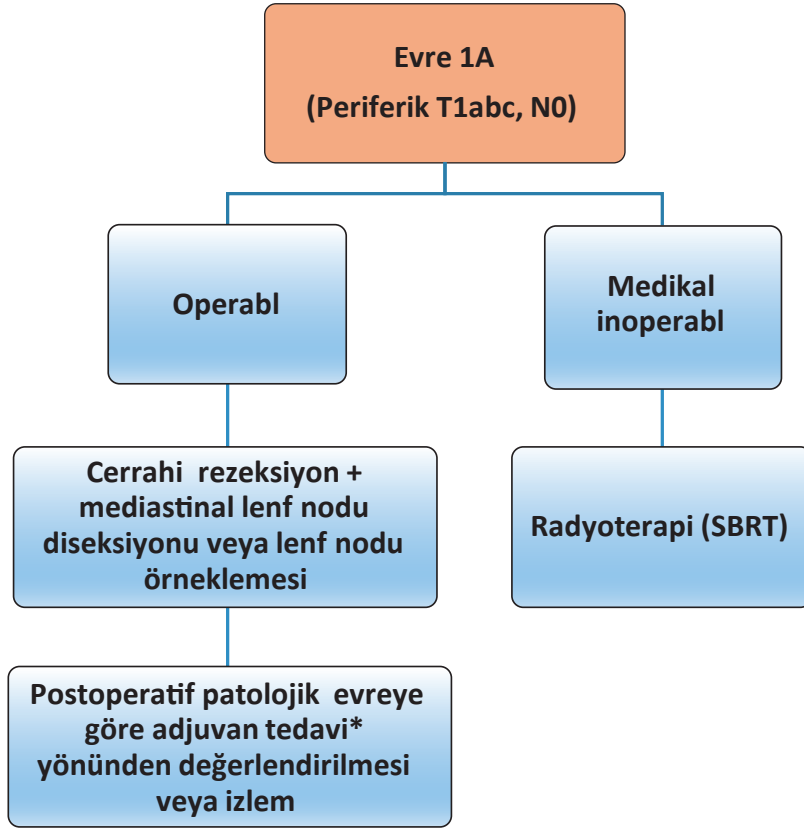 Evre 1A
(Periferik T1abc, N0)
Operabl
Medikal
inoperabl
Cerrahi rezeksiyon +
mediastinal lenf nodu
diseksiyonu veya lenf nodu
örneklemesi
Radyoterapi (SBRT)
Postoperatif patolojik evreye
göre adjuvan tedavi*
yönünden değerlendirilmesi
veya izlem